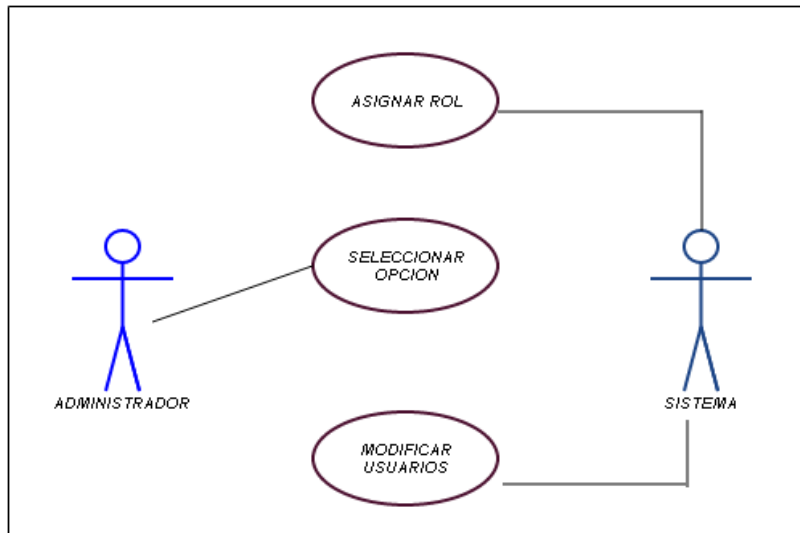 ASIGNAR ROL
SELECCIONAR
OPCION
ADMINISTRADOR
SISTEMA
MODIFICAR
USUARIOS